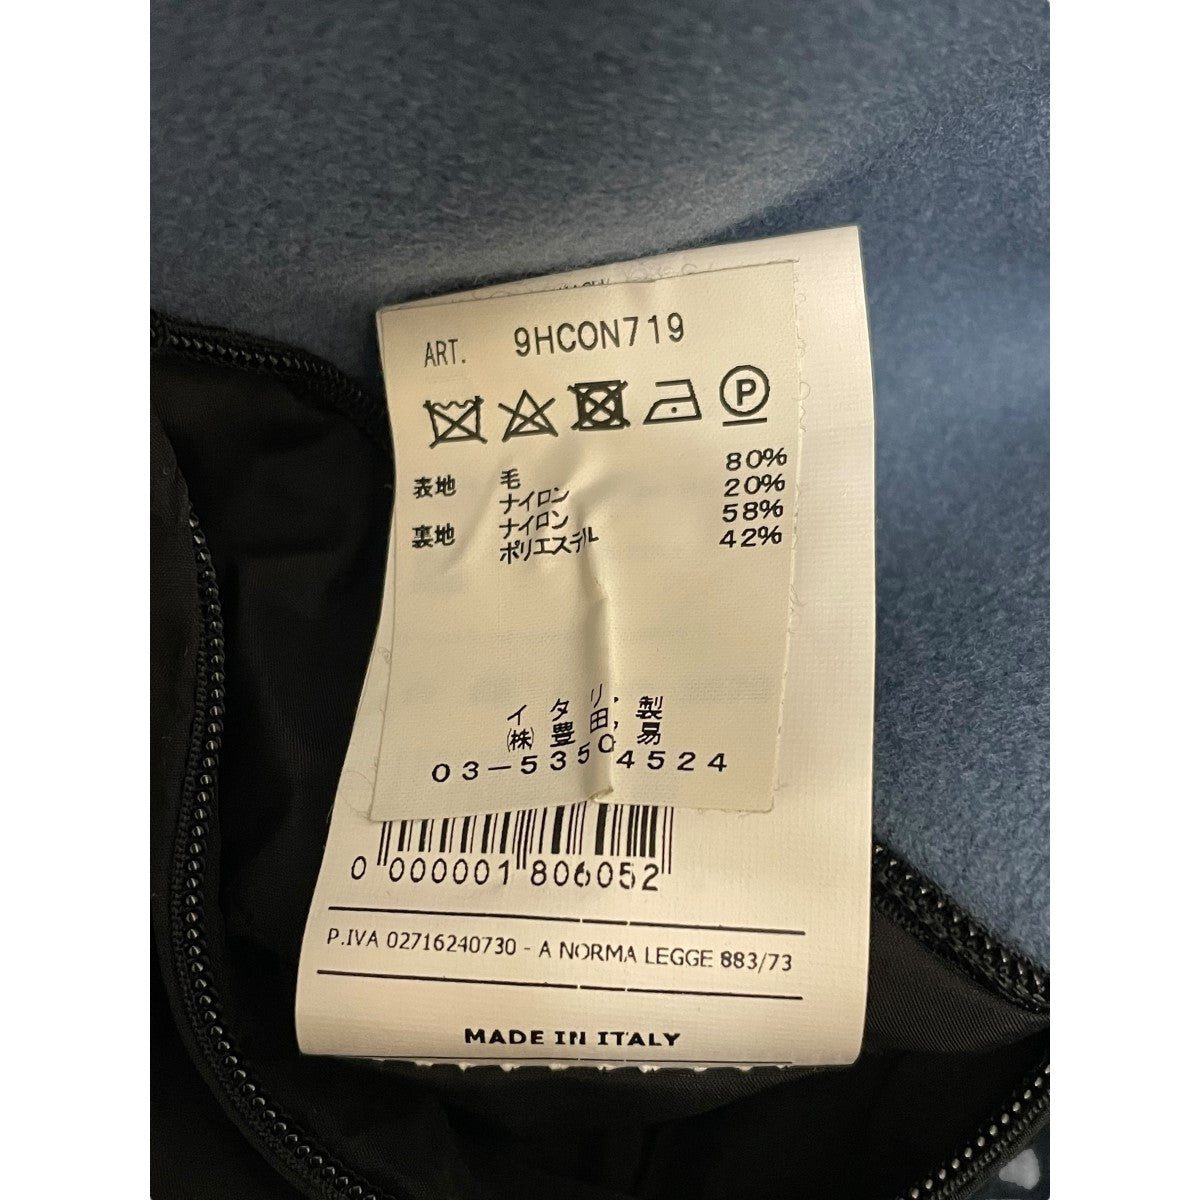 ART. 9HCON719
P
表地 毛 80%
ナイロン 20%
裏地 ナイロン 58%
ポリエステル 42%
イタリ 製
(株) 豊田 易
03-5350-4524
0 000001 806052
P.IVA 02716240730 - A NORMA LEGGE 883/73
MADE IN ITALY